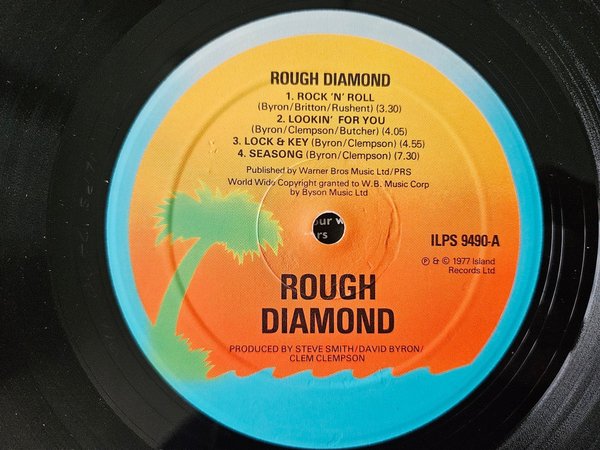 ROUGH DIAMOND
1. ROCK 'N' ROLL
(Byron/Britton/Rushent) (3.30)
2. LOOKIN' FOR YOU
(Byron/Clempson/Butcher) (4.05)
3. LOCK & KEY (Byron/Clempson) (4.55)
4. SEASONG (Byron/Clempson) (7.30)
Published by Warner Bros Music Ltd/PRS
World Wide Copyright granted to W.B. Music Corp
by Byson Music Ltd
our w
rs
ILPS 9490-A
℗ & © 1977 Island
Records Ltd
ROUGH
DIAMOND
PRODUCED BY STEVE SMITH/DAVID BYRON/
CLEM CLEMPSON